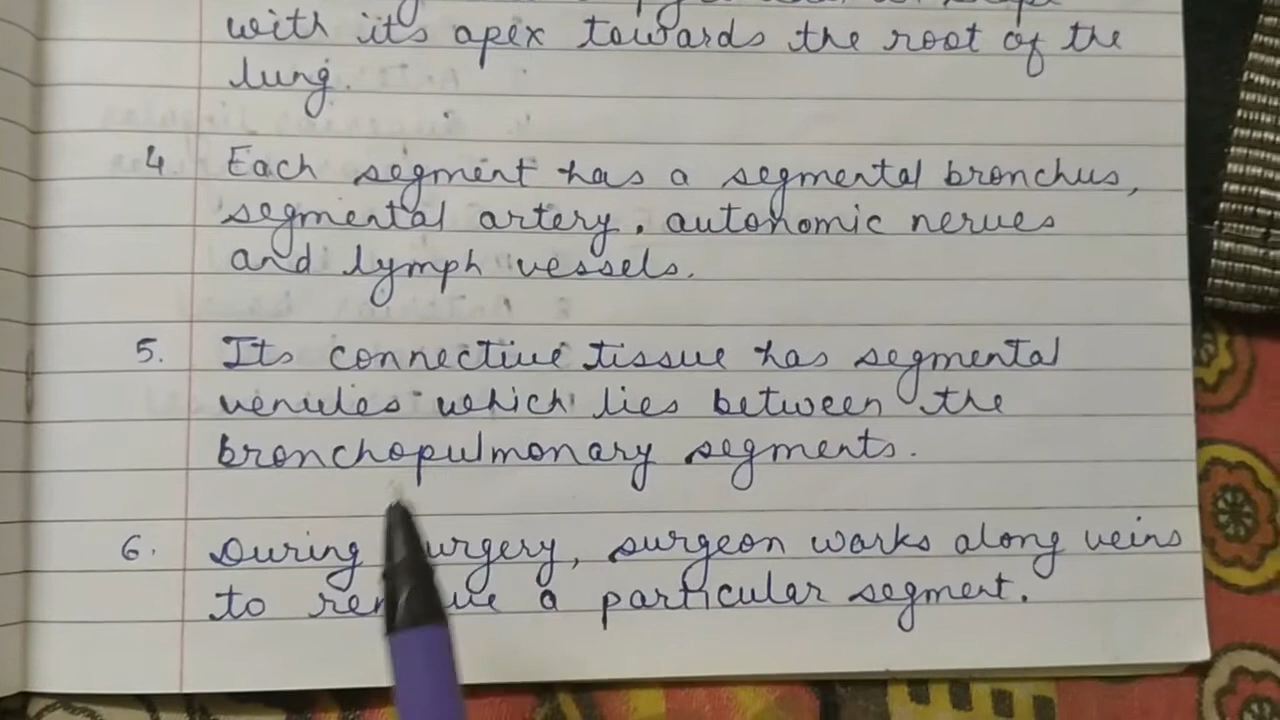 with its apex towards the root of the
lung.
4 Each segment has a segmental bronchus,
segmental artery, autonomic nerves
and lymph vessels.
5. Its connective tissue has segmental
venules which lies between the
bronchopulmonary segments.
6. During surgery, surgeon works along veins
to remove a particular segment.